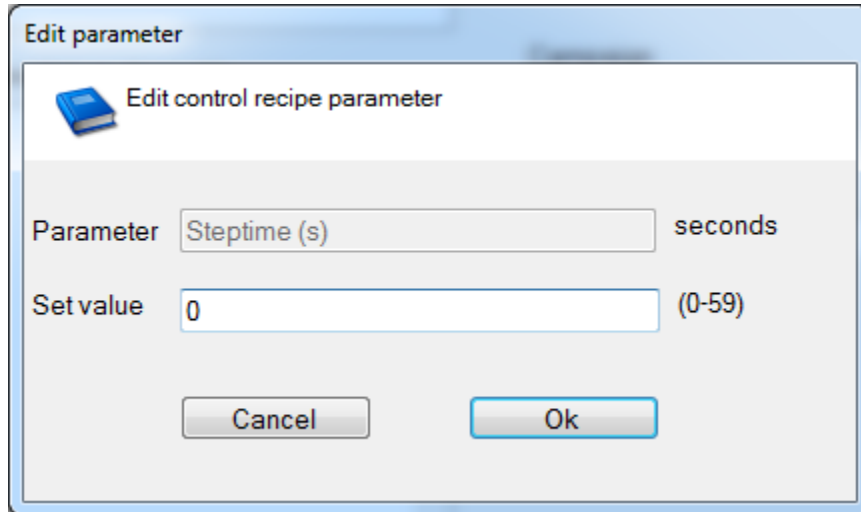 Edit parameter
Edit control recipe parameter
Parameter Steptime (s) seconds
Set value 0 (0-59)
Cancel Ok